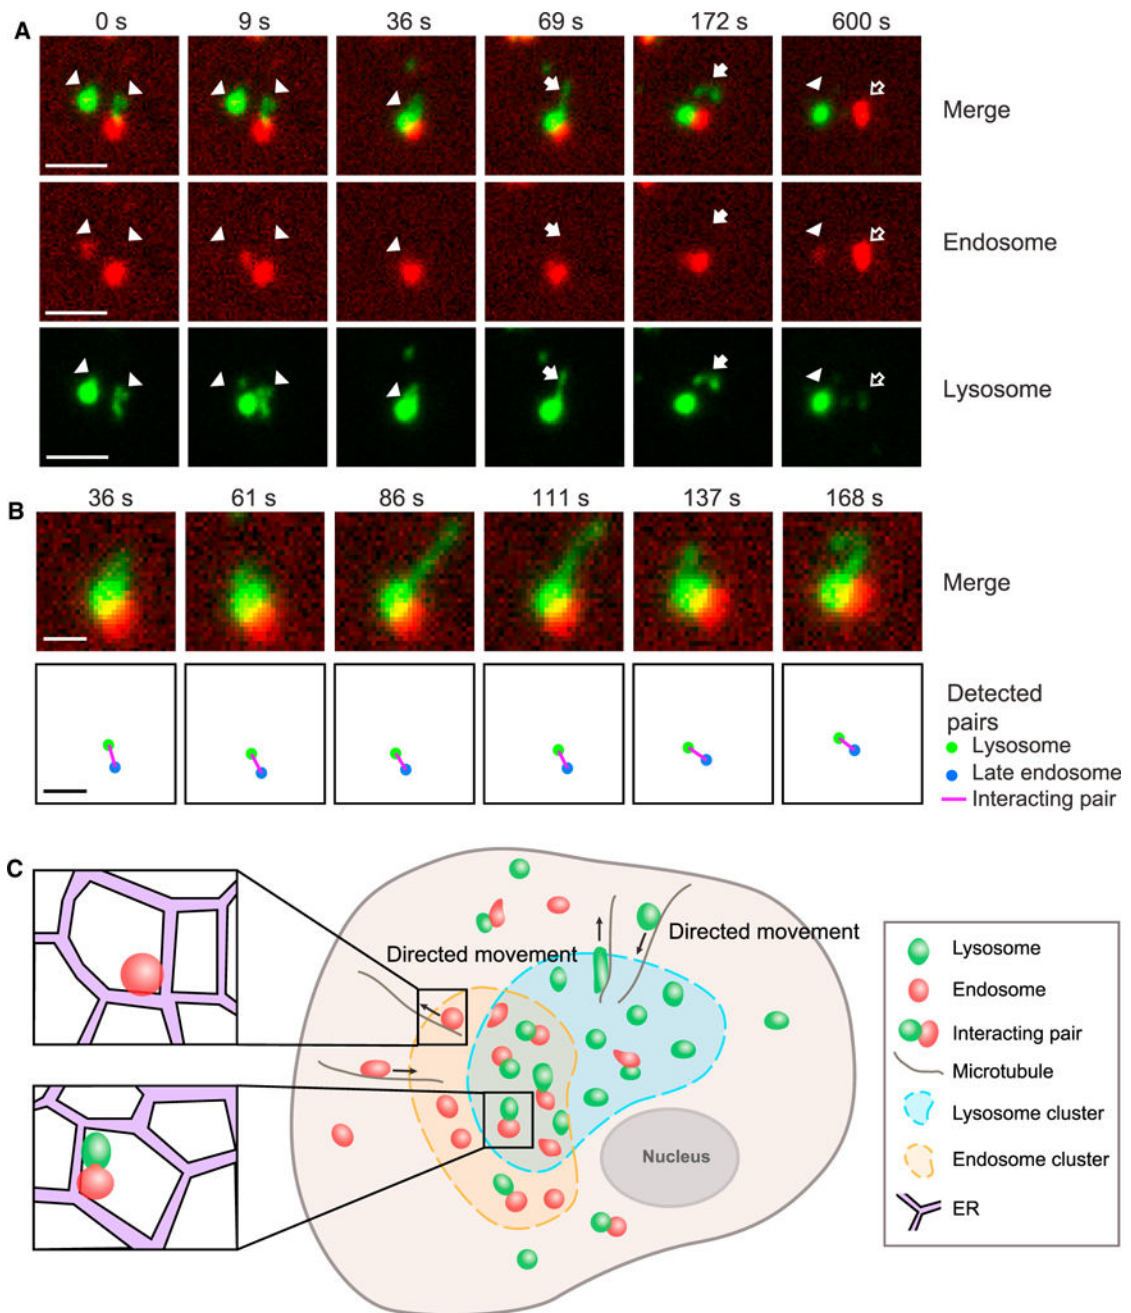 A
0 s 9 s 36 s 69 s 172 s 600 s
Merge
Endosome
Lysosome
B
36 s 61 s 86 s 111 s 137 s 168 s
Merge
Detected
pairs
Lysosome
Late endosome
Interacting pair
C
Directed movement
Directed movement
Nucleus
Lysosome
Endosome
Interacting pair
Microtubule
Lysosome cluster
Endosome cluster
ER